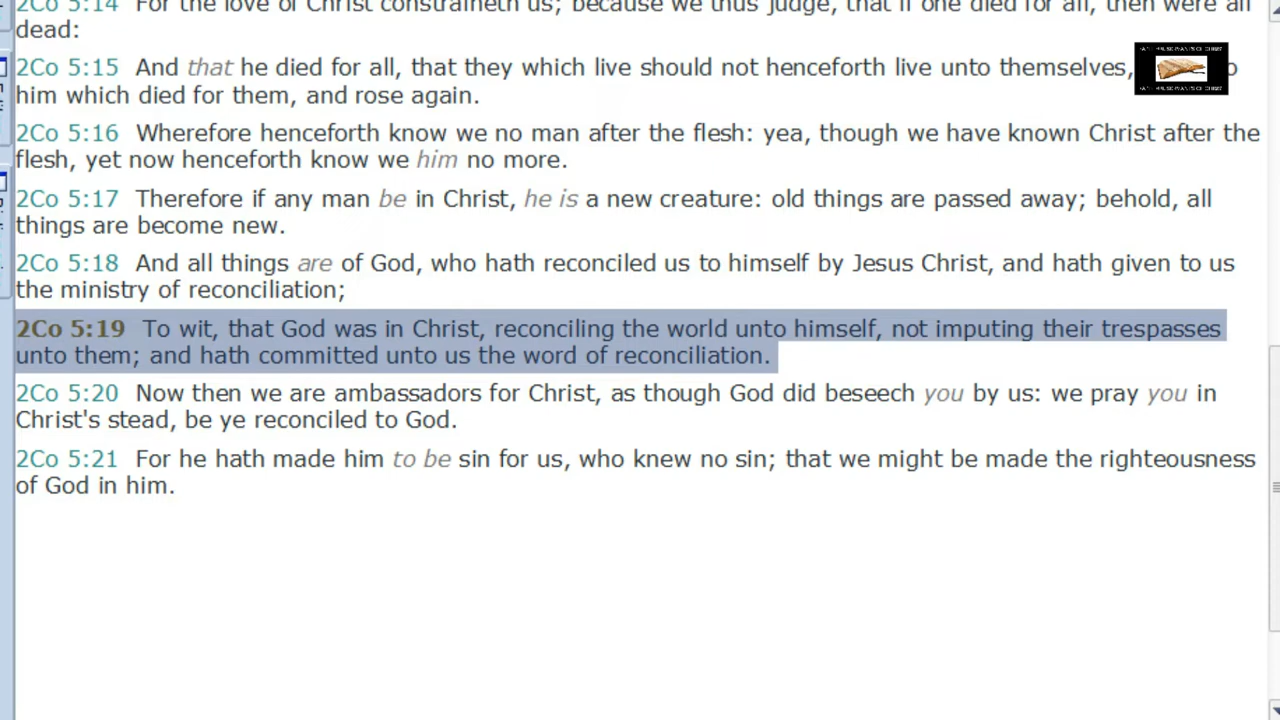 2Co 5:14 For the love of Christ constraineth us; because we thus judge, that if one died for all, then were all
dead:
2Co 5:15 And that he died for all, that they which live should not henceforth live unto themselves,
him which died for them, and rose again.
2Co 5:16 Wherefore henceforth know we no man after the flesh: yea, though we have known Christ after the
flesh, yet now henceforth know we him no more.
2Co 5:17 Therefore if any man be in Christ, he is a new creature: old things are passed away; behold, all
things are become new.
2Co 5:18 And all things are of God, who hath reconciled us to himself by Jesus Christ, and hath given to us
the ministry of reconciliation;
2Co 5:19 To wit, that God was in Christ, reconciling the world unto himself, not imputing their trespasses
unto them; and hath committed unto us the word of reconciliation.
2Co 5:20 Now then we are ambassadors for Christ, as though God did beseech you by us: we pray you in
Christ's stead, be ye reconciled to God.
2Co 5:21 For he hath made him to be sin for us, who knew no sin; that we might be made the righteousness
of God in him.